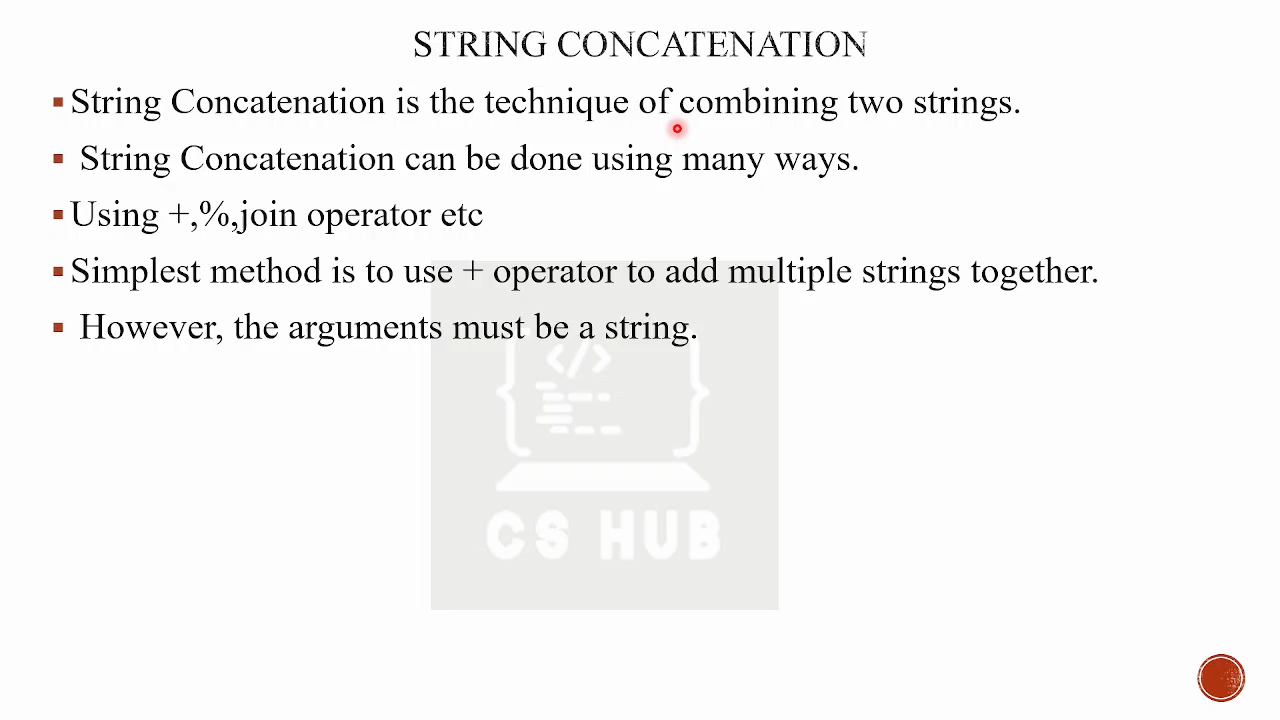 STRING CONCATENATION
▪String Concatenation is the technique of combining two strings.
▪ String Concatenation can be done using many ways.
▪Using +,%,join operator etc
▪Simplest method is to use + operator to add multiple strings together.
▪ However, the arguments must be a string.
</>
CS HUB